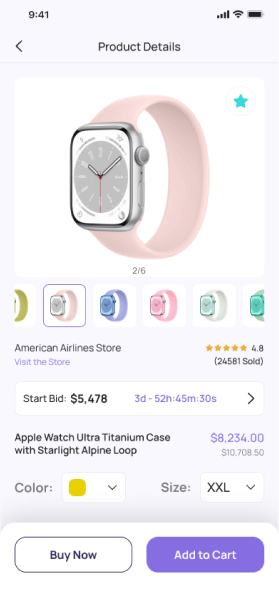 9:41
Product Details
2/6
American Airlines Store
4.8
Visit the Store
(24581 Sold)
Start Bid: $5,478
3d - 52h:45m:30s
Apple Watch Ultra Titanium Case
with Starlight Alpine Loop
$8,234.00
$10,708.50
Color:
Size:
XXL
Buy Now
Add to Cart